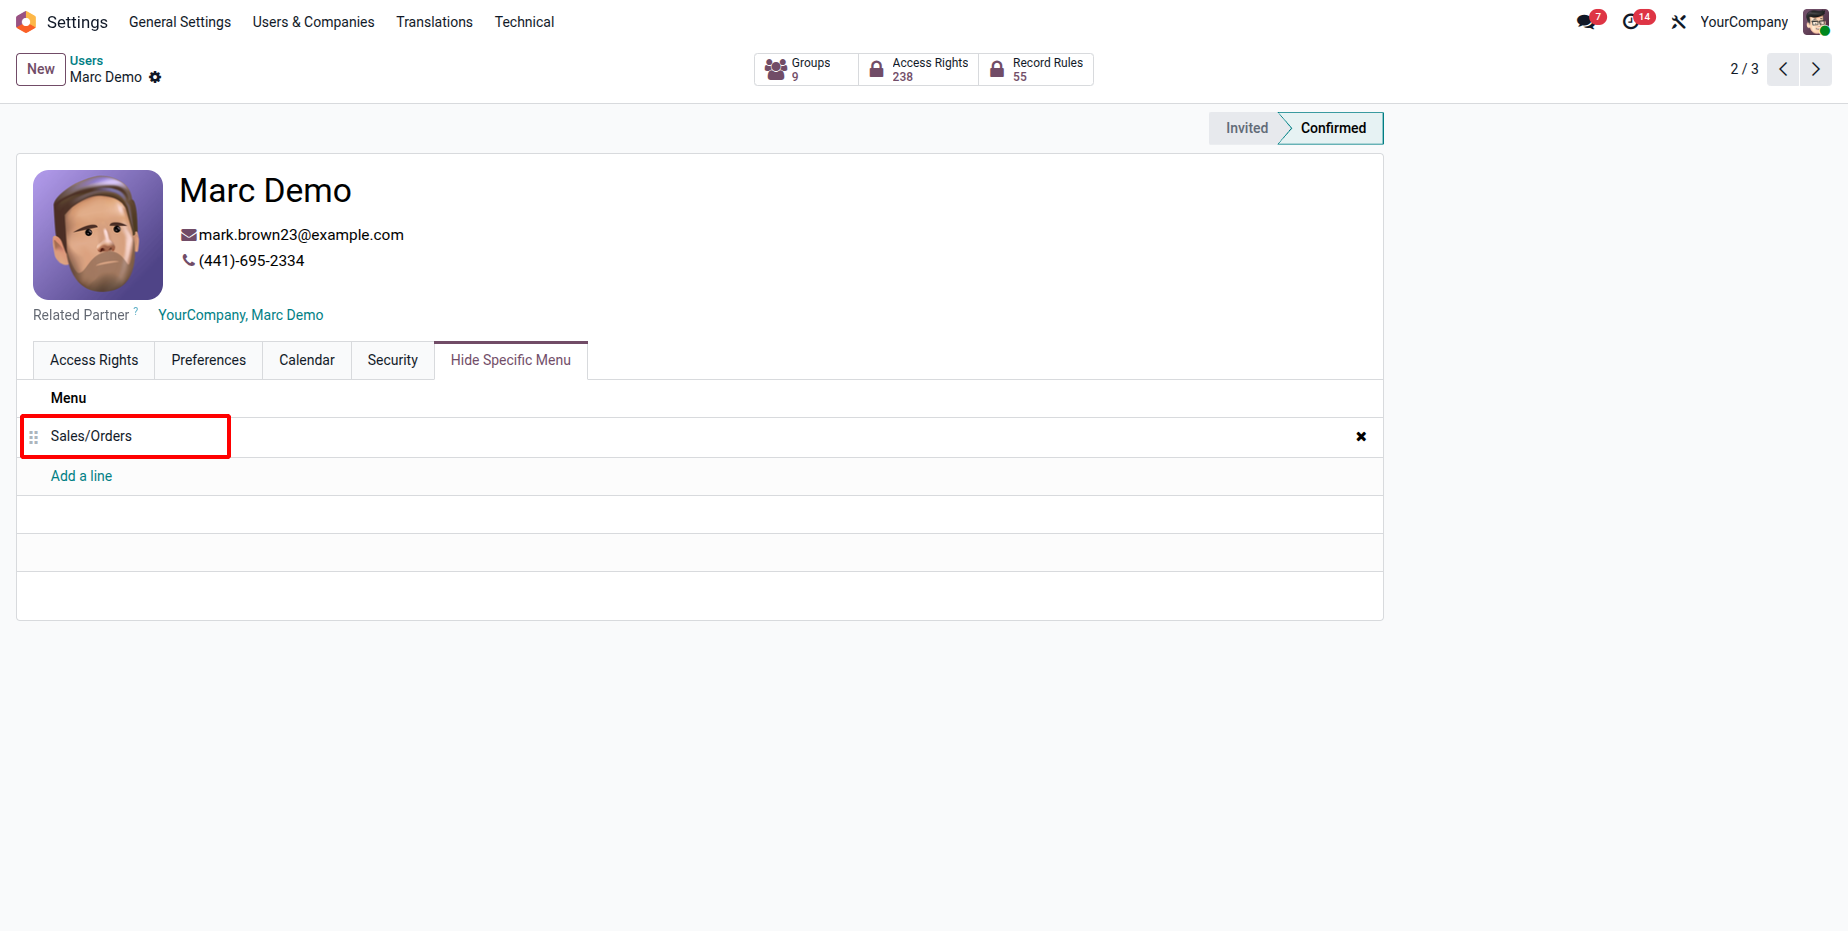 Settings General Settings Users & Companies Translations Technical 7 14 YourCompany
New
Users
Marc Demo
Groups
9
Access Rights
238
Record Rules
55
2 / 3
Invited Confirmed
Marc Demo
mark.brown23@example.com
(441)-695-2334
Related Partner ? YourCompany, Marc Demo
Access Rights Preferences Calendar Security Hide Specific Menu
Menu
Sales/Orders
Add a line